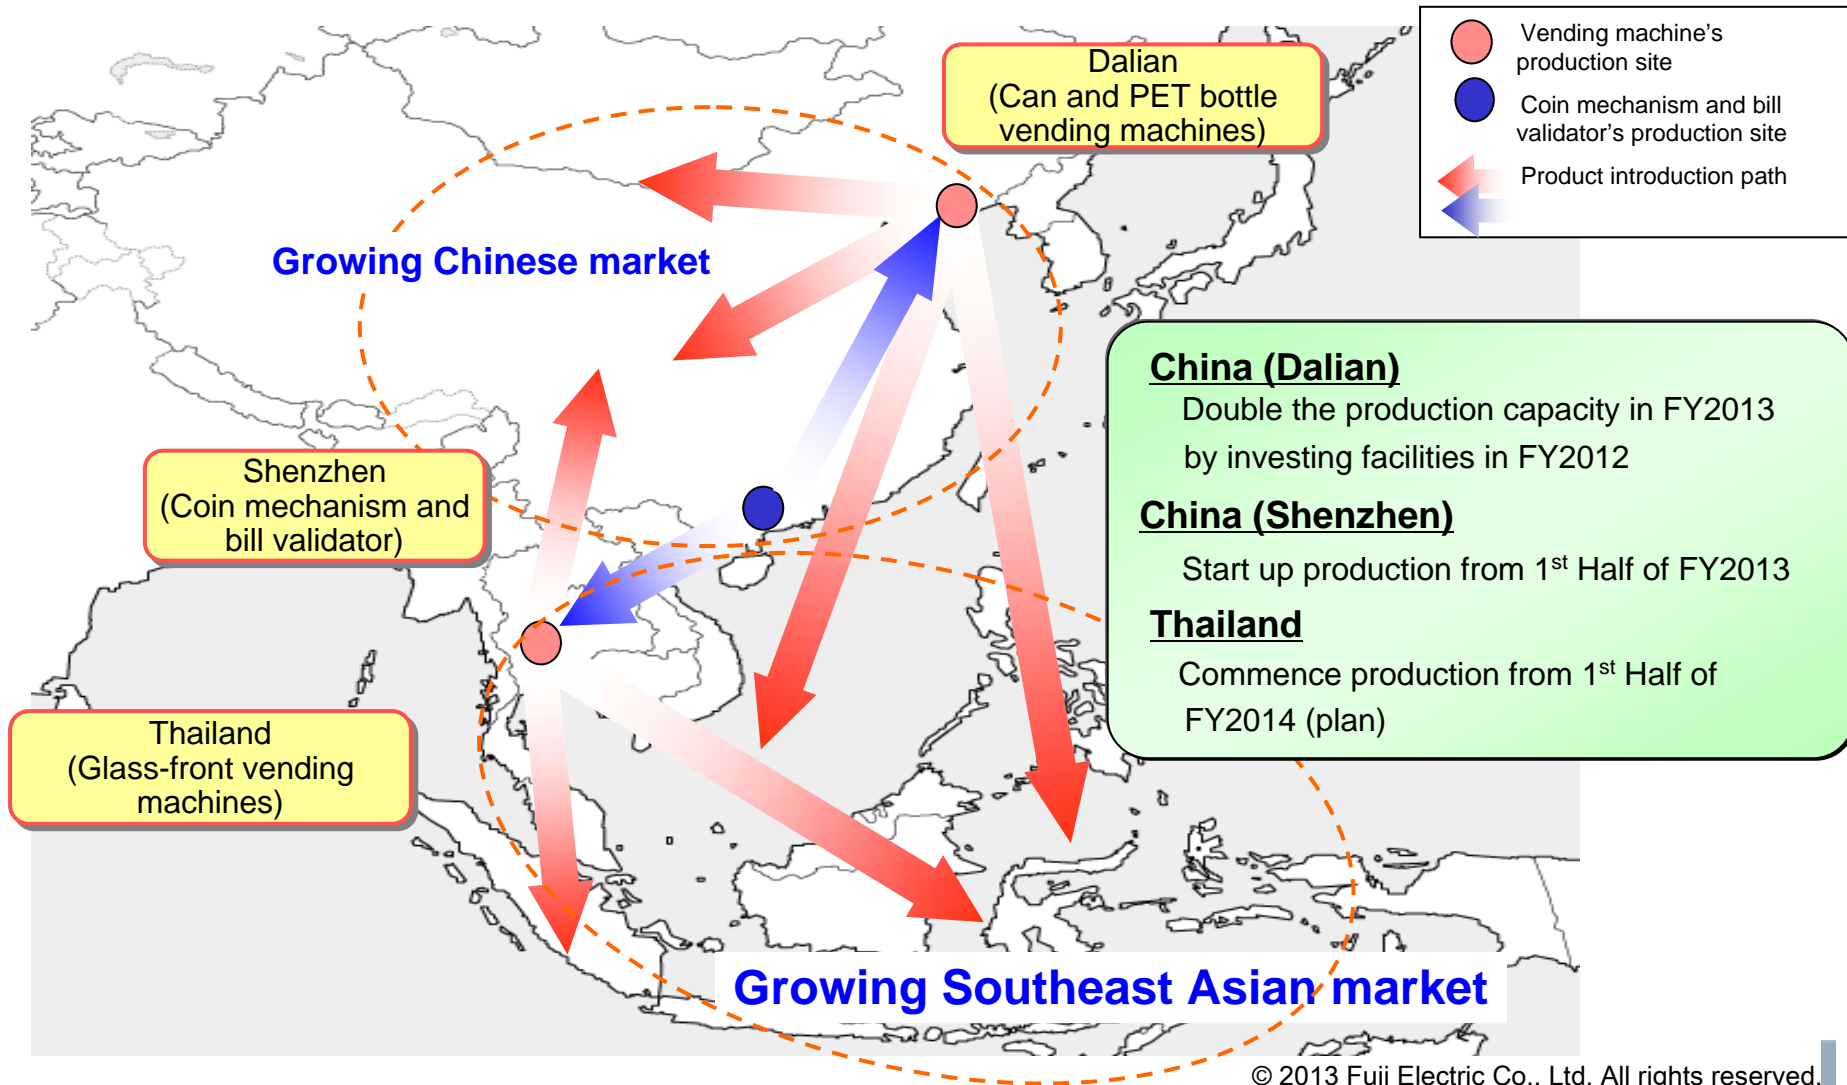 Vending machine's
production site
Coin mechanism and bill
validator's production site
Product introduction path
Dalian
(Can and PET bottle
vending machines)
Growing Chinese market
China (Dalian)
Double the production capacity in FY2013
by investing facilities in FY2012
China (Shenzhen)
Start up production from 1st Half of FY2013
Thailand
Commence production from 1st Half of
FY2014 (plan)
Shenzhen
(Coin mechanism and
bill validator)
Thailand
(Glass-front vending
machines)
Growing Southeast Asian market
© 2013 Fuji Electric Co., Ltd. All rights reserved.